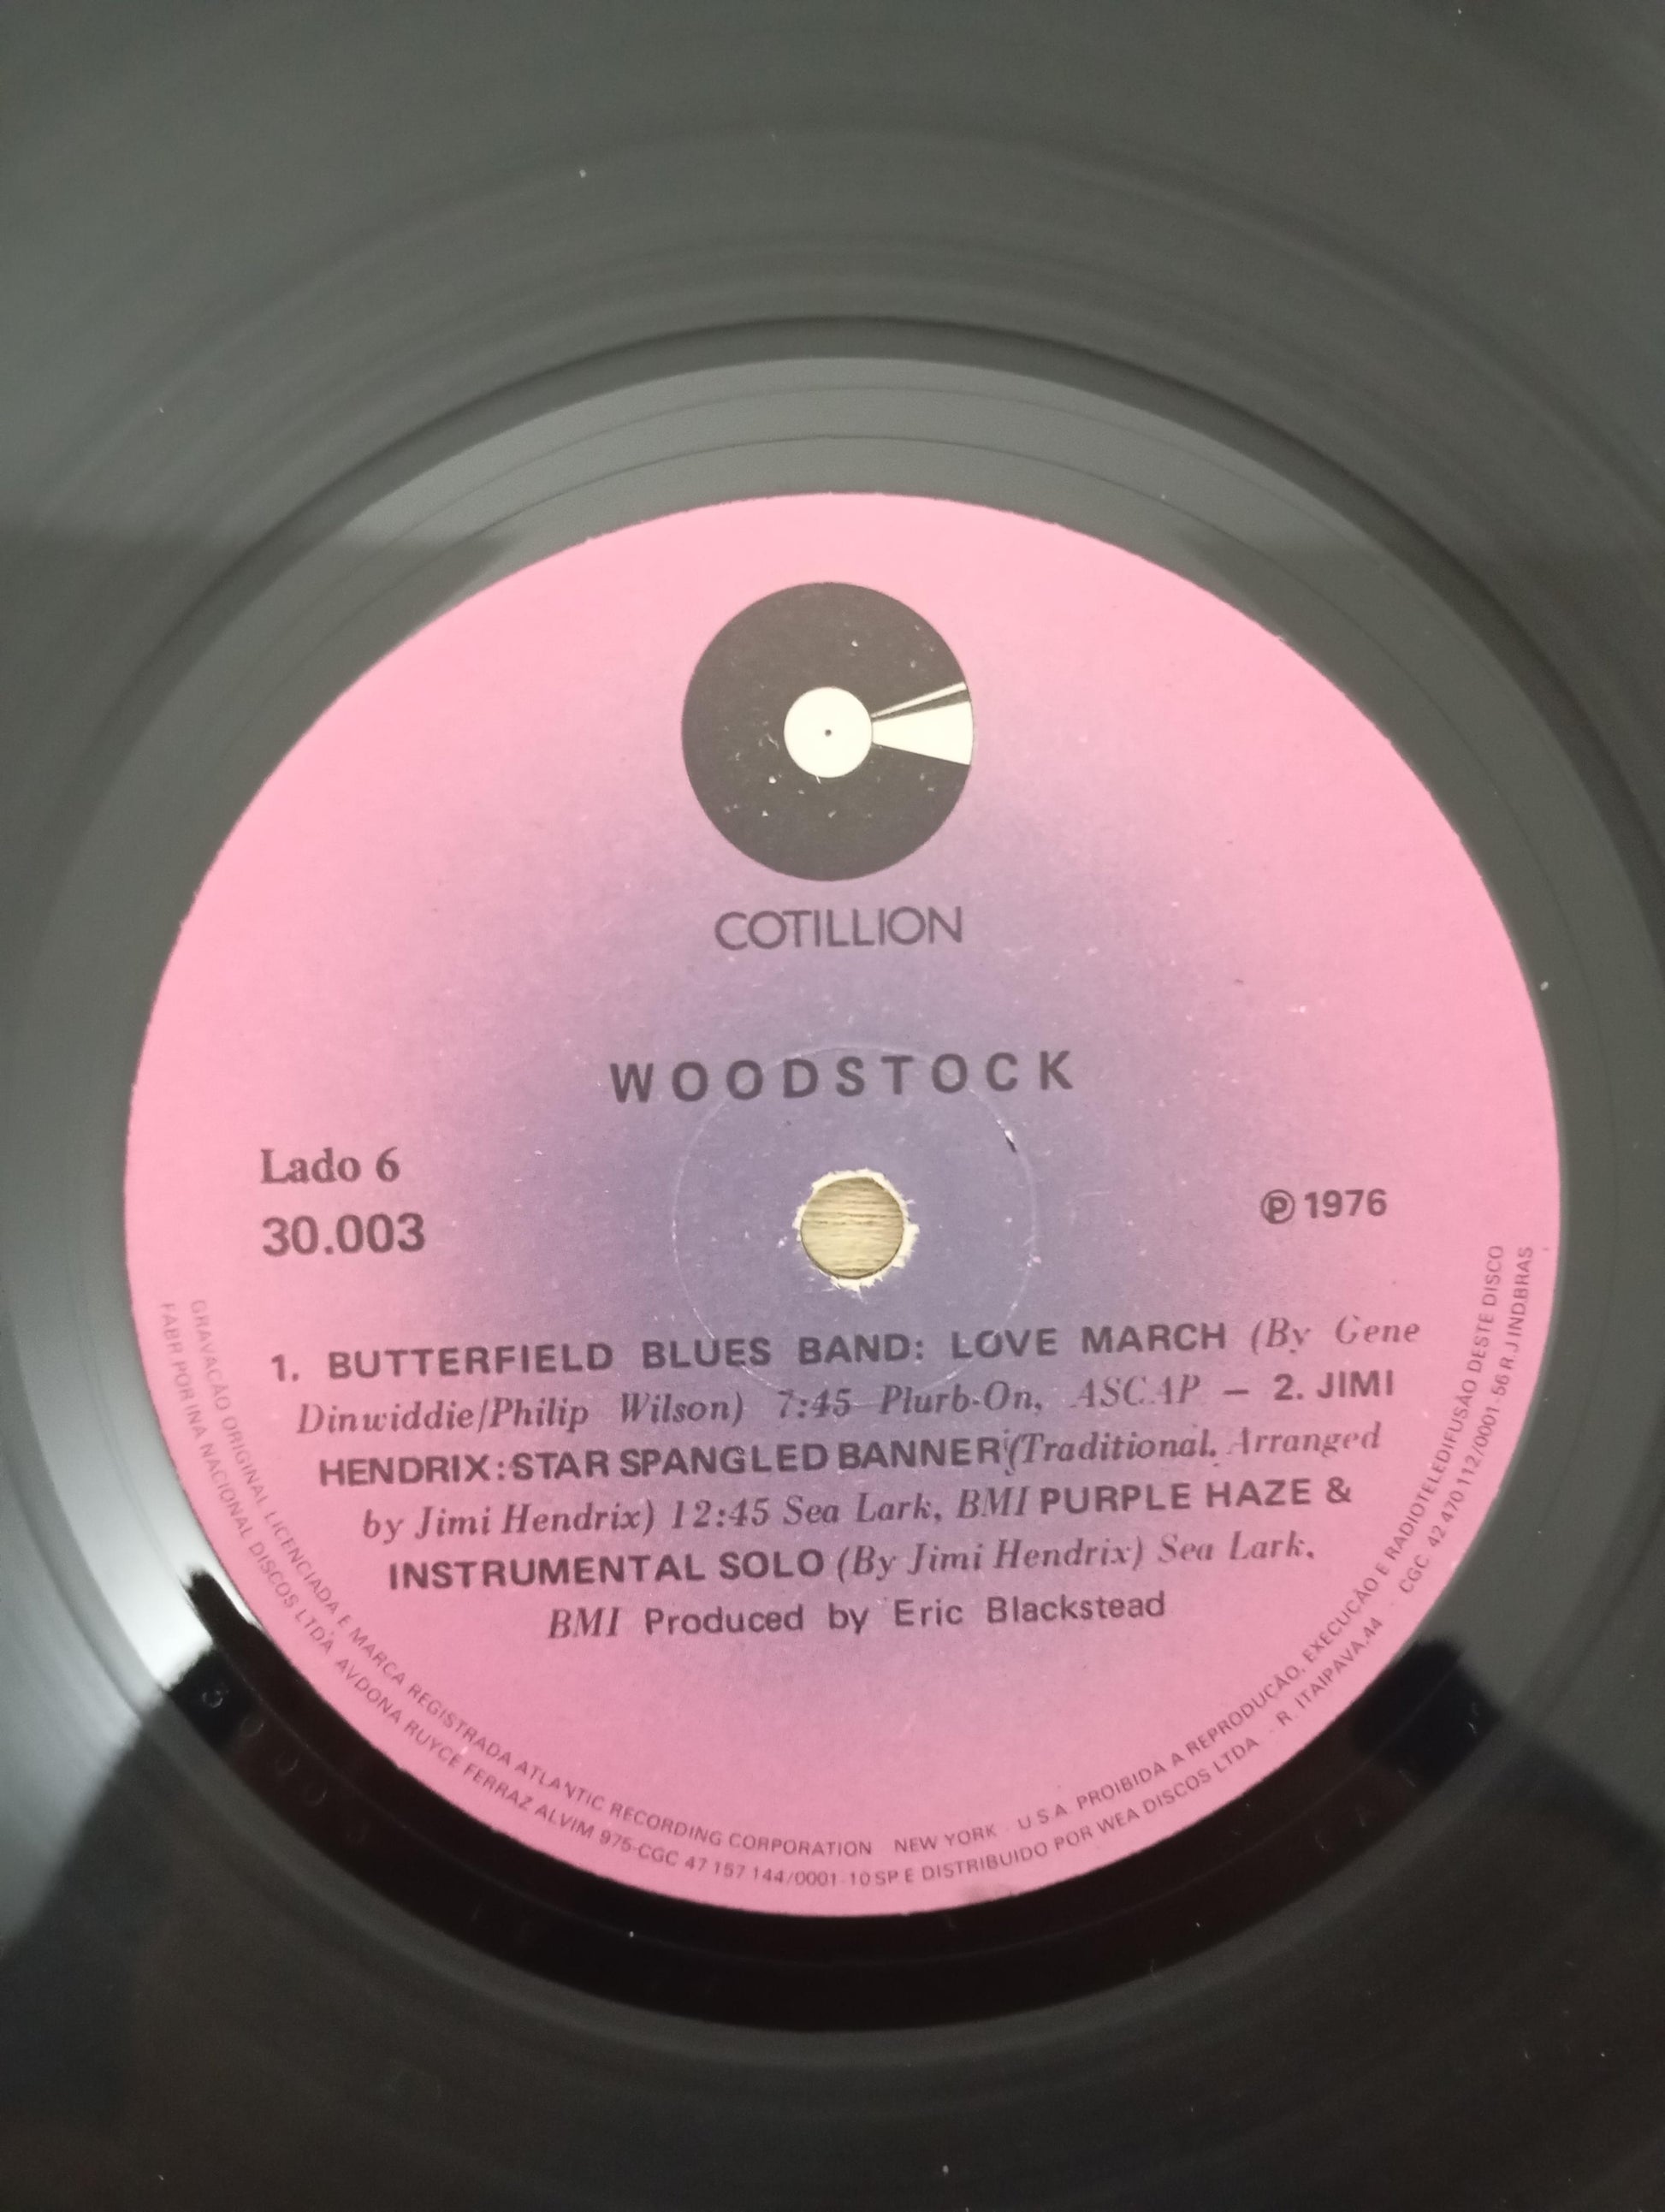 COTILLION
WOODSTOCK
Lado 6
30.003
℗ 1976
1. BUTTERFIELD BLUES BAND: LOVE MARCH (By Gene
Dinwiddie/Philip Wilson) 7:45 Plurb-On, ASCAP – 2. JIMI
HENDRIX: STAR SPANGLED BANNER (Traditional. Arranged
by Jimi Hendrix) 12:45 Sea Lark, BMI PURPLE HAZE &
INSTRUMENTAL SOLO (By Jimi Hendrix) Sea Lark,
BMI Produced by Eric Blackstead
GRAVAÇÃO ORIGINAL LICENCIADA E MARCA REGISTRADA ATLANTIC RECORDING CORPORATION NEW YORK - U S A PROIBIDA A REPRODUÇÃO, EXECUÇÃO E RADIOTELEDIFUSÃO DESTE DISCO
FABR POR INA NACIONAL DISCOS LTDA AV DONA RUYCE FERRAZ ALVIM 975-CGC 47 157 144/0001-10 SP E DISTRIBUIDO POR WEA DISCOS LTDA - R. ITAIPAVA,44 - CGC 42 470 112/0001-56 R.J IND.BRAS